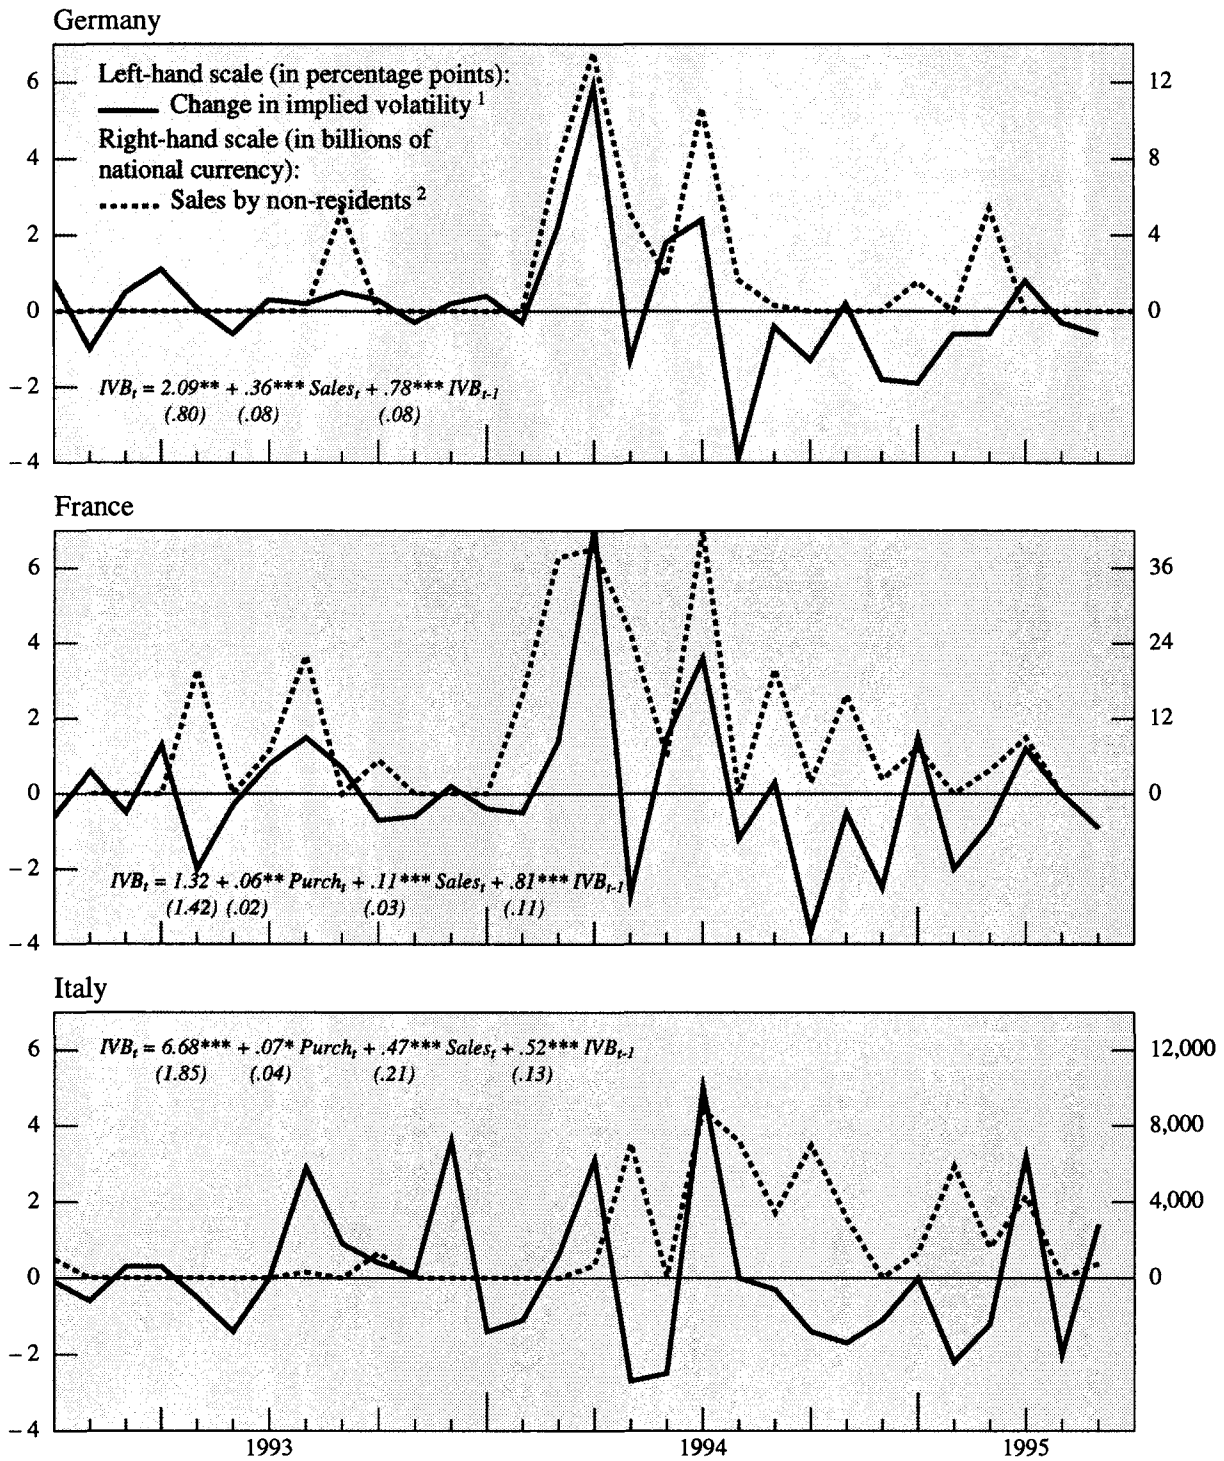 Germany
Left-hand scale (in percentage points):
Change in implied volatility 1
Right-hand scale (in billions of
national currency):
Sales by non-residents 2
6
4
2
0
– 2
– 4
12
8
4
0
IVBt = 2.09** + .36*** Salest + .78*** IVBt-1
(.80) (.08) (.08)
France
6
4
2
0
– 2
– 4
36
24
12
0
IVBt = 1.32 + .06** Purcht + .11*** Salest + .81*** IVBt-1
(1.42) (.02) (.03) (.11)
Italy
IVBt = 6.68*** + .07* Purcht + .47*** Salest + .52*** IVBt-1
(1.85) (.04) (.21) (.13)
6
4
2
0
– 2
– 4
12,000
8,000
4,000
0
1993 1994 1995